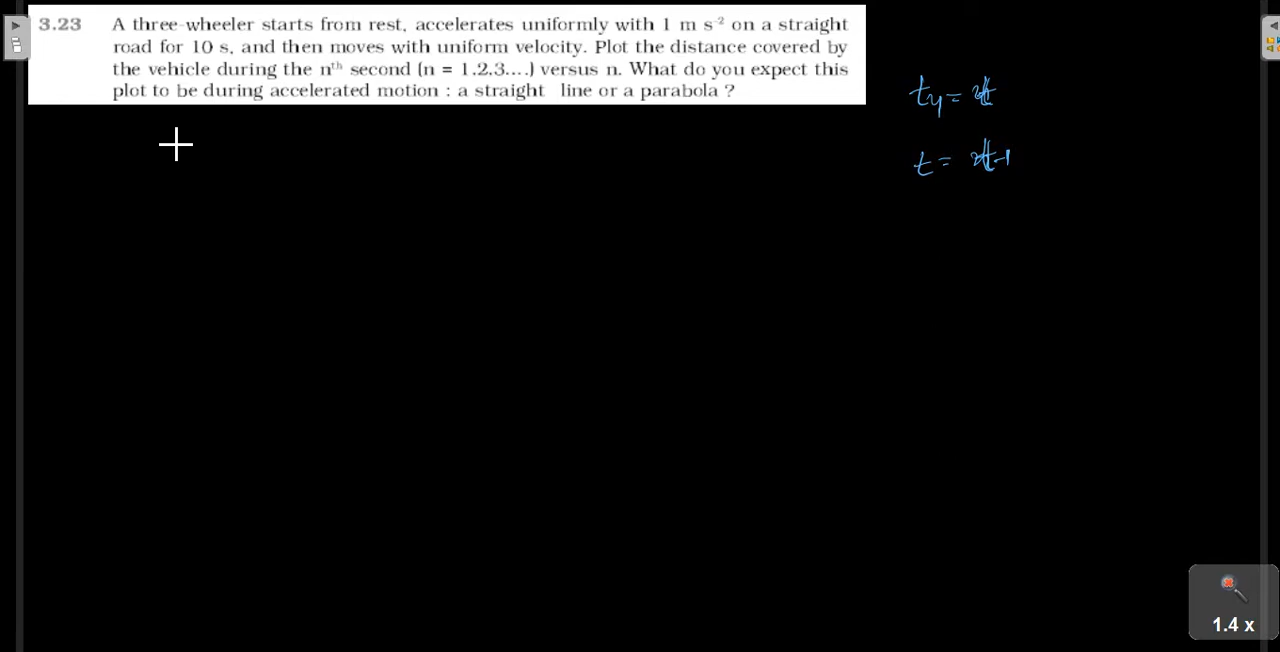 3.23 A three-wheeler starts from rest, accelerates uniformly with 1 m s⁻² on a straight
road for 10 s, and then moves with uniform velocity. Plot the distance covered by
the vehicle during the nᵗʰ second (n = 1,2,3....) versus n. What do you expect this
plot to be during accelerated motion : a straight line or a parabola ?
1.4 x